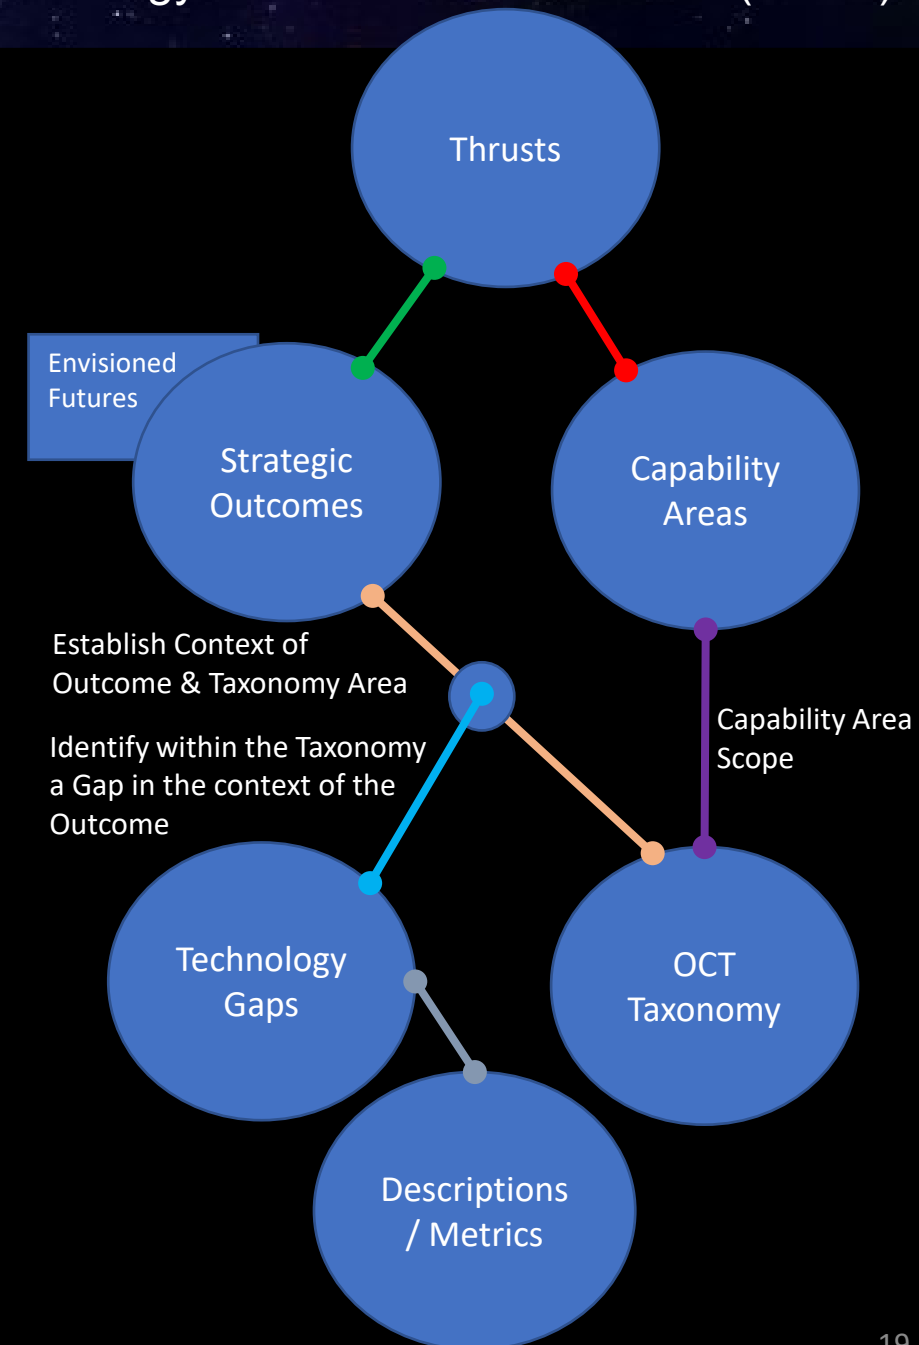 Thrusts
Envisioned
Futures
Strategic
Outcomes
Capability
Areas
Establish Context of
Outcome & Taxonomy Area
Identify within the Taxonomy
a Gap in the context of the
Outcome
Capability Area
Scope
Technology
Gaps
OCT
Taxonomy
Descriptions
/ Metrics
19